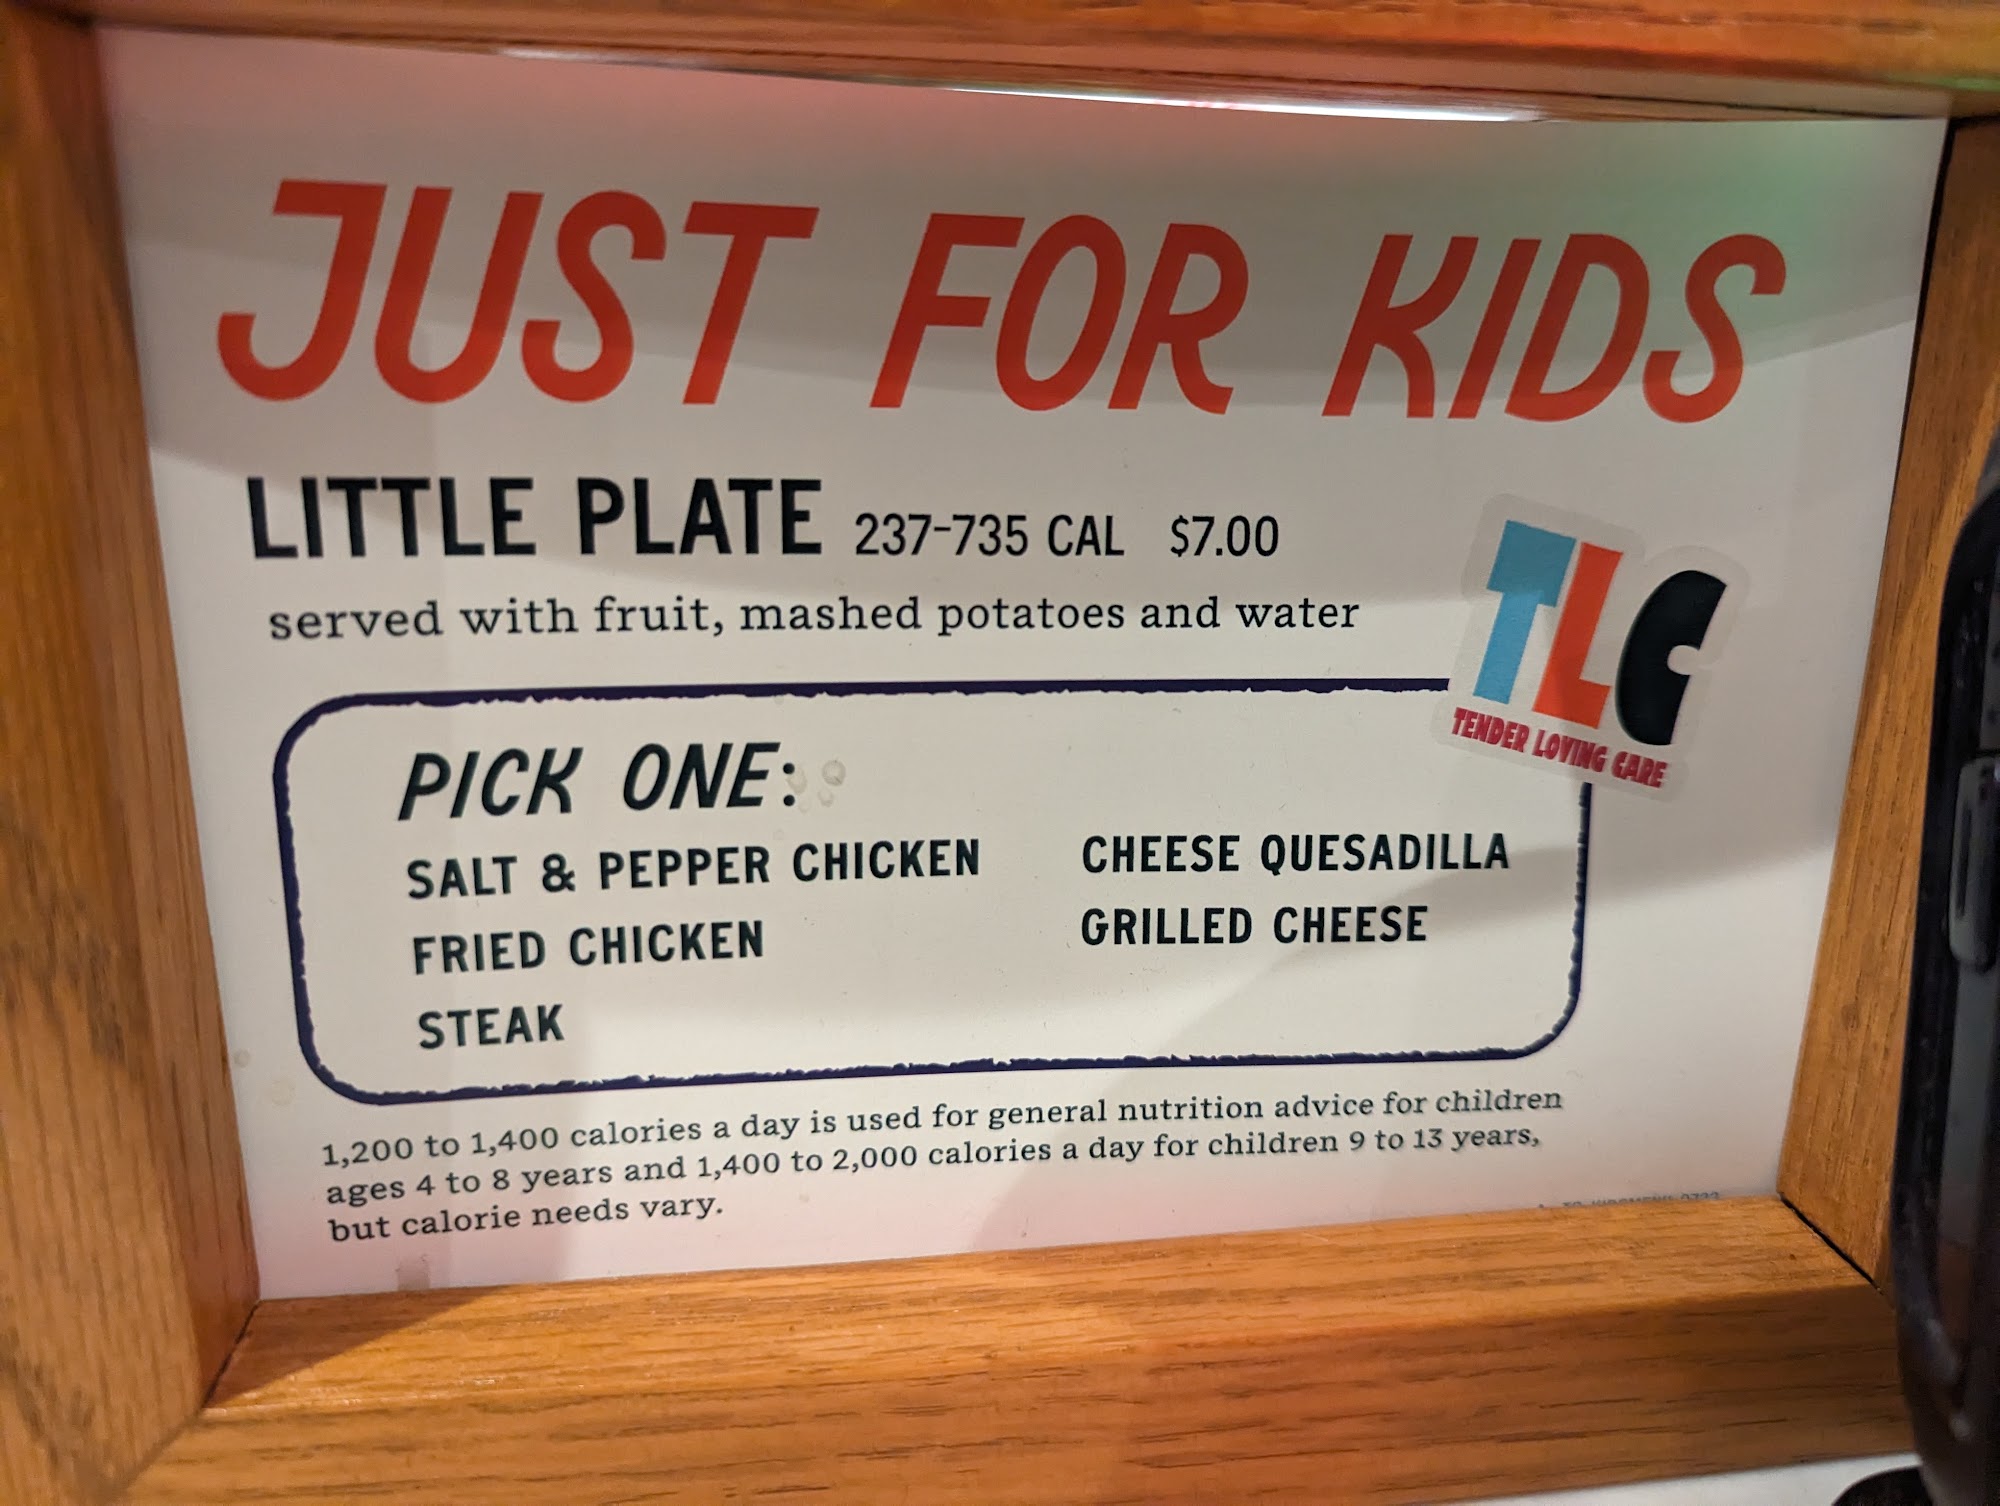 JUST FOR KIDS
LITTLE PLATE 237-735 CAL $7.00
served with fruit, mashed potatoes and water
TLC
TENDER LOVING CARE
PICK ONE:
SALT & PEPPER CHICKEN
FRIED CHICKEN
STEAK
CHEESE QUESADILLA
GRILLED CHEESE
1,200 to 1,400 calories a day is used for general nutrition advice for children
ages 4 to 8 years and 1,400 to 2,000 calories a day for children 9 to 13 years,
but calorie needs vary.